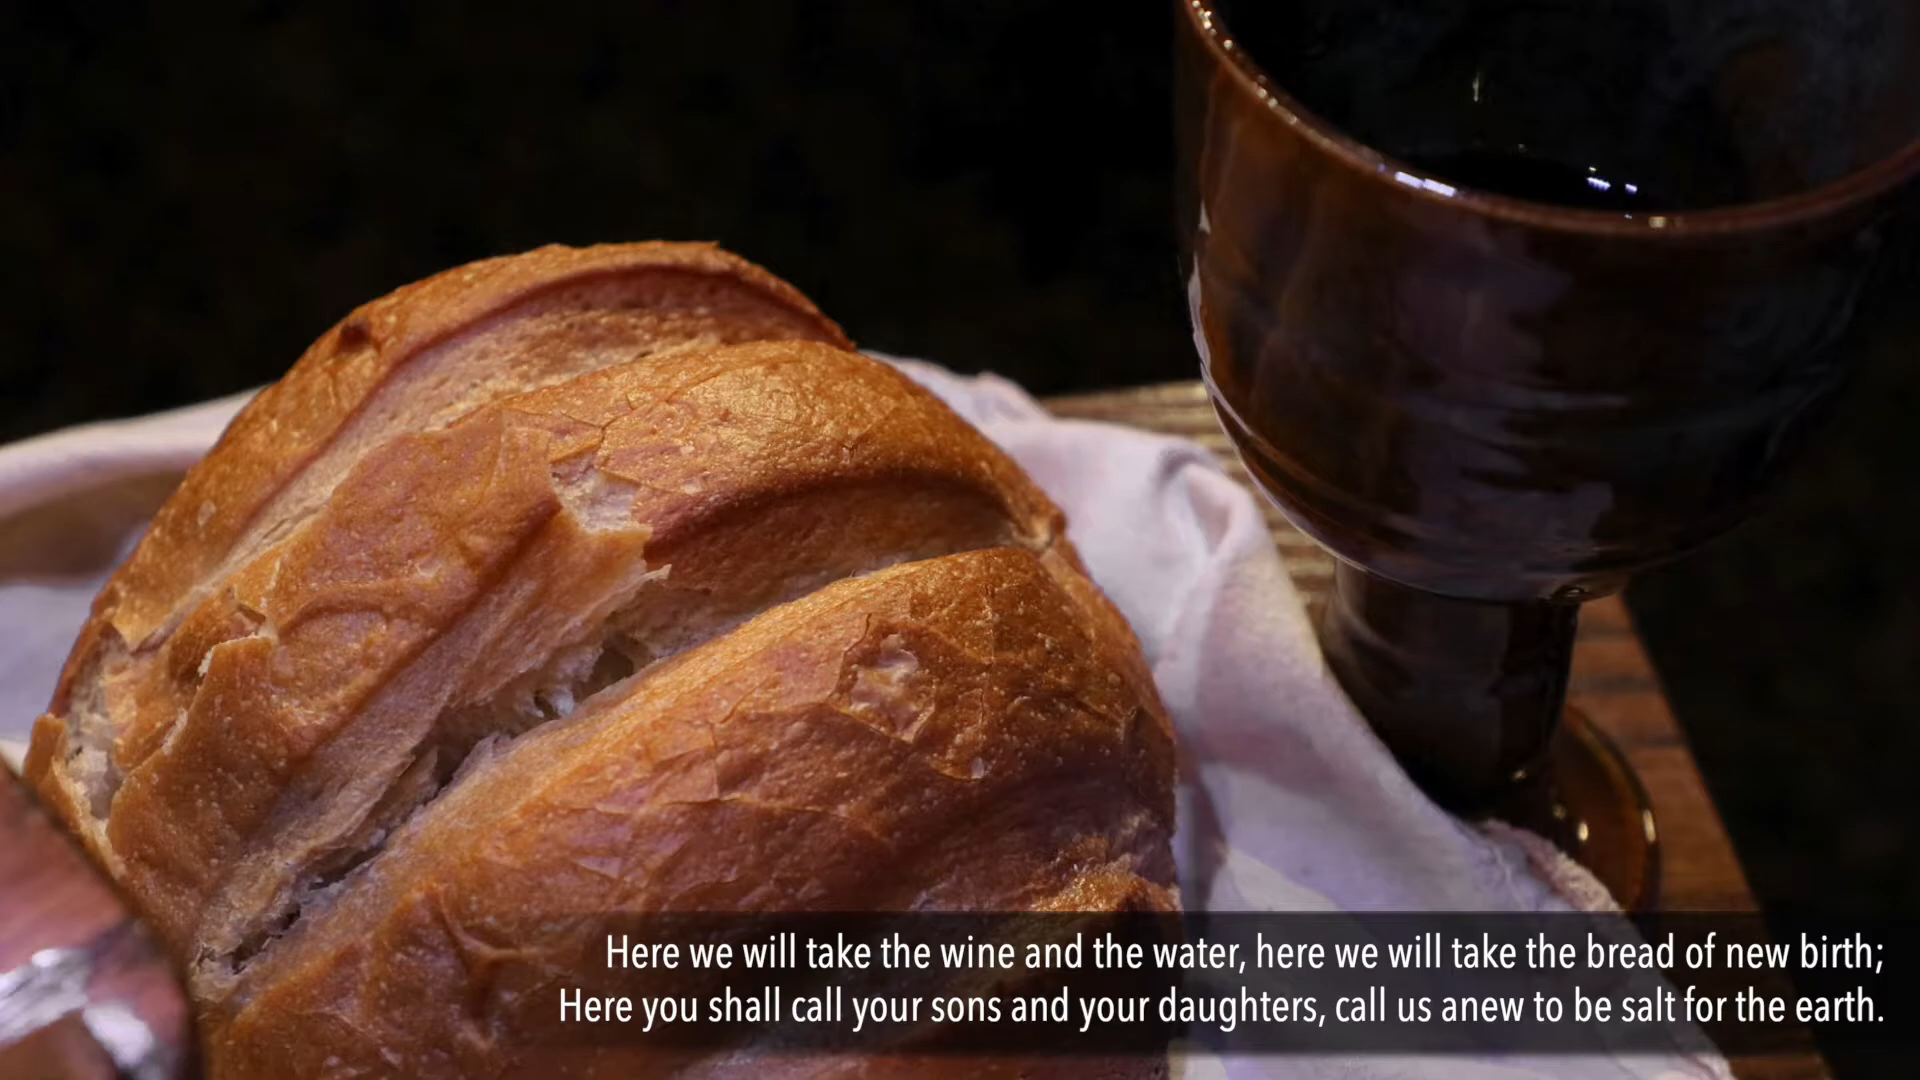 Here we will take the wine and the water, here we will take the bread of new birth;
Here you shall call your sons and your daughters, call us anew to be salt for the earth.